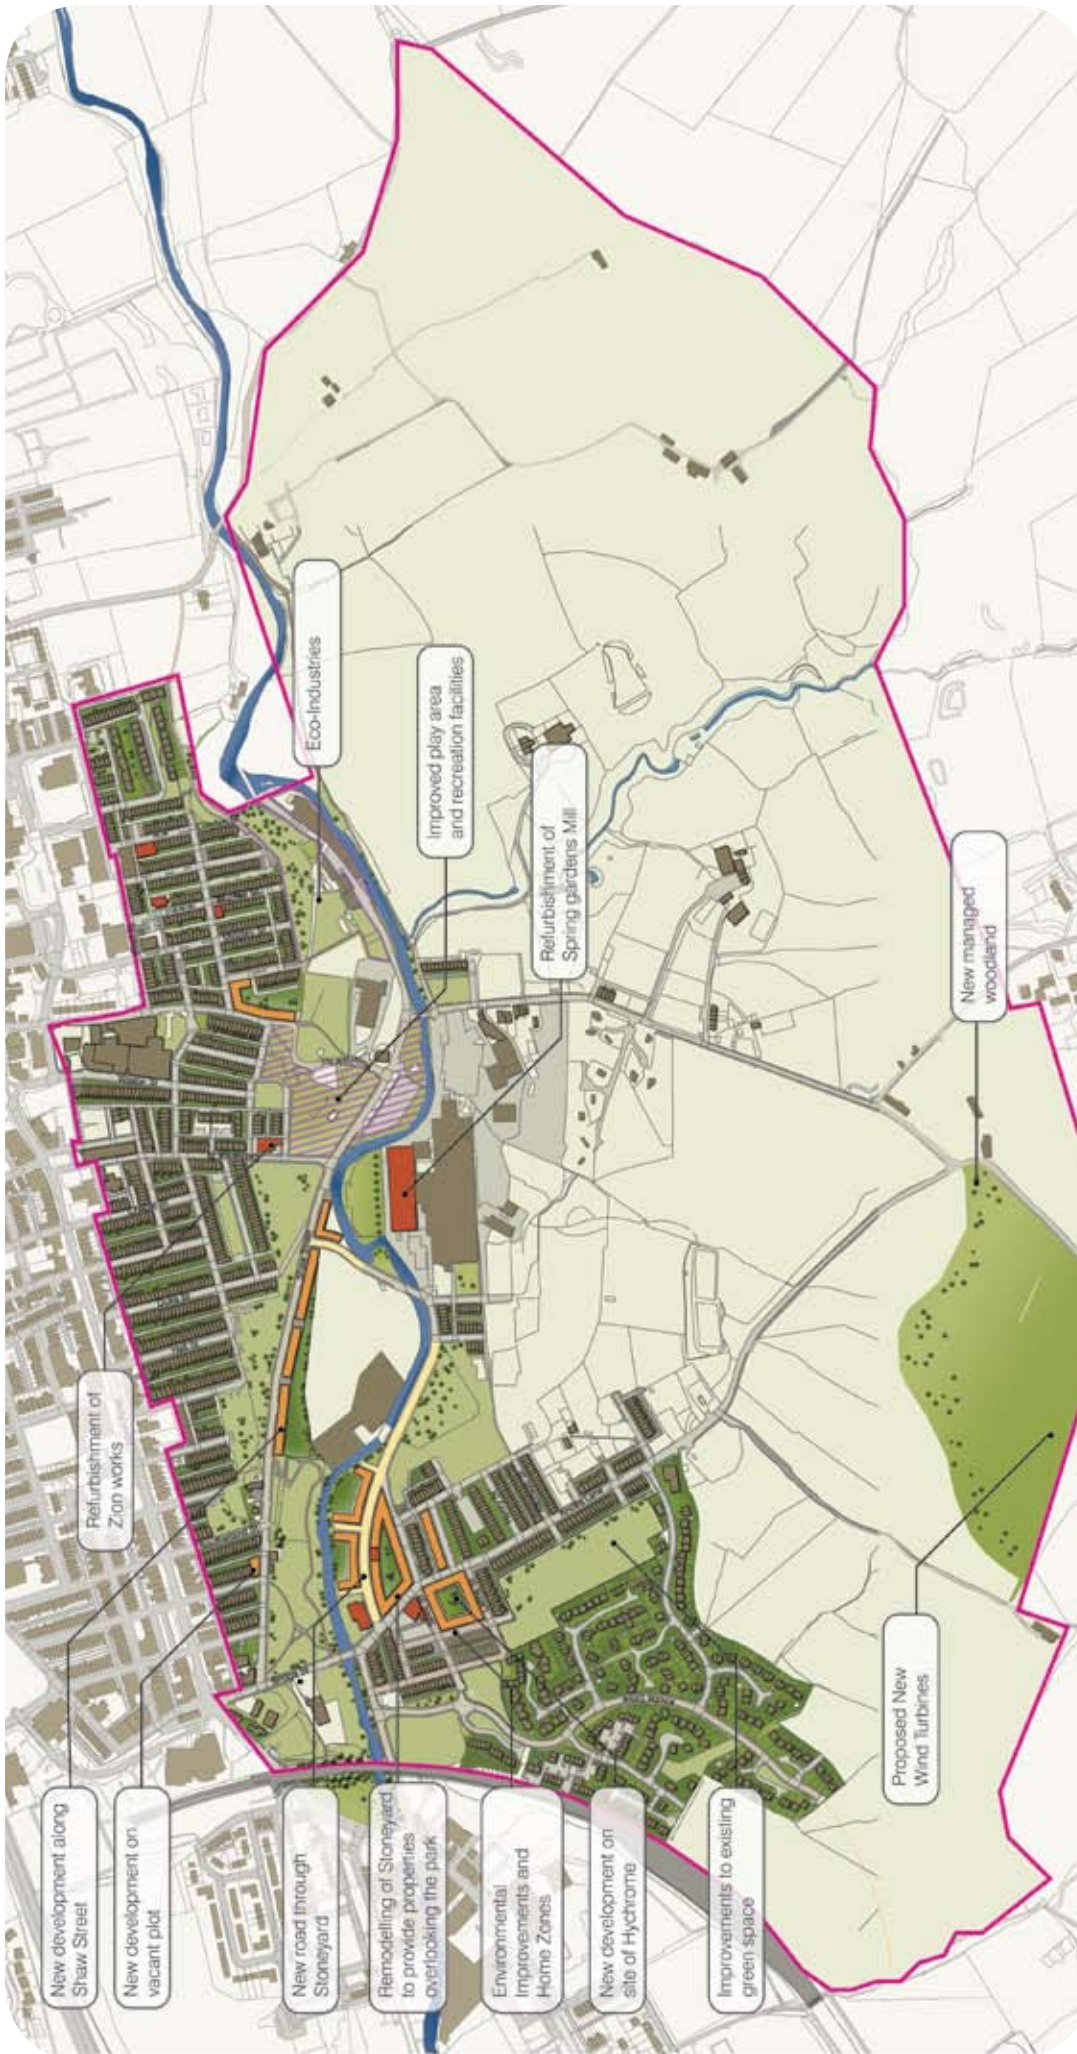 New development along
Shaw Street
New development on
vacant plot
New road through
Stoneyard
Remodelling of Stoneyard
to provide properties
overlooking the park
Environmental
Improvements and
Home Zones
New development on
site of Hychrome
Improvements to existing
green space
Refurbishment of
Zion works
Proposed New
Wind Turbines
Refurbishment of
Spring gardens Mill
New managed
woodland
Improved play area
and recreation facilities
Eco-Industries